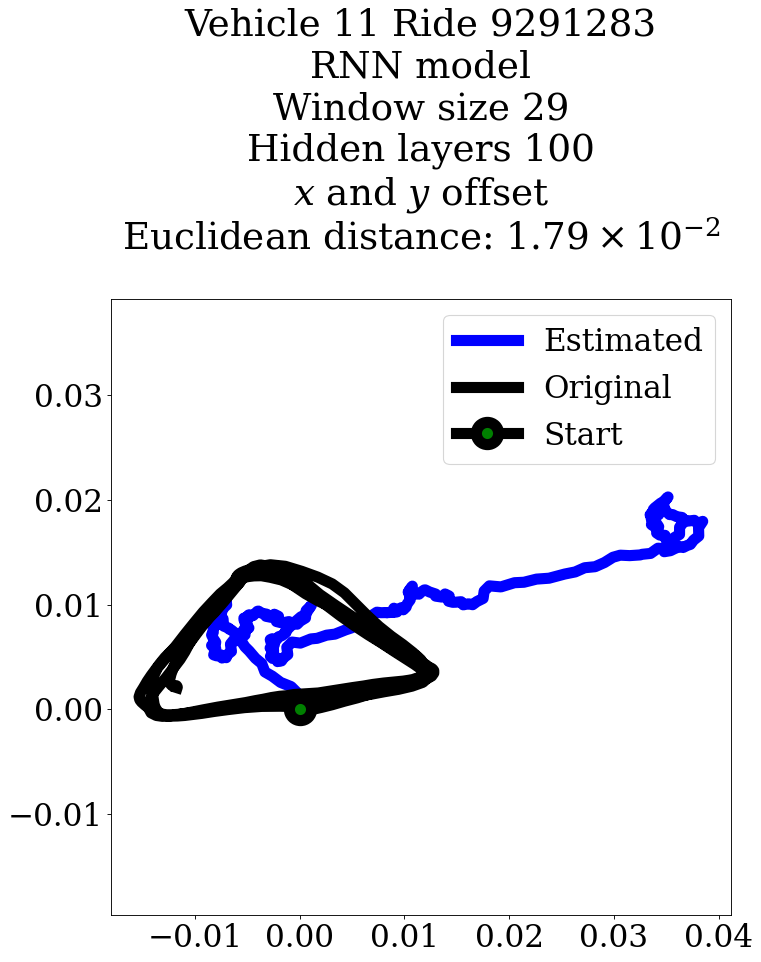 Vehicle 11 Ride 9291283
RNN model
Window size 29
Hidden layers 100
x and y offset
Euclidean distance: 1.79 × 10⁻²
Estimated
Original
Start
0.03
0.02
0.01
0.00
−0.01
−0.01 0.00 0.01 0.02 0.03 0.04